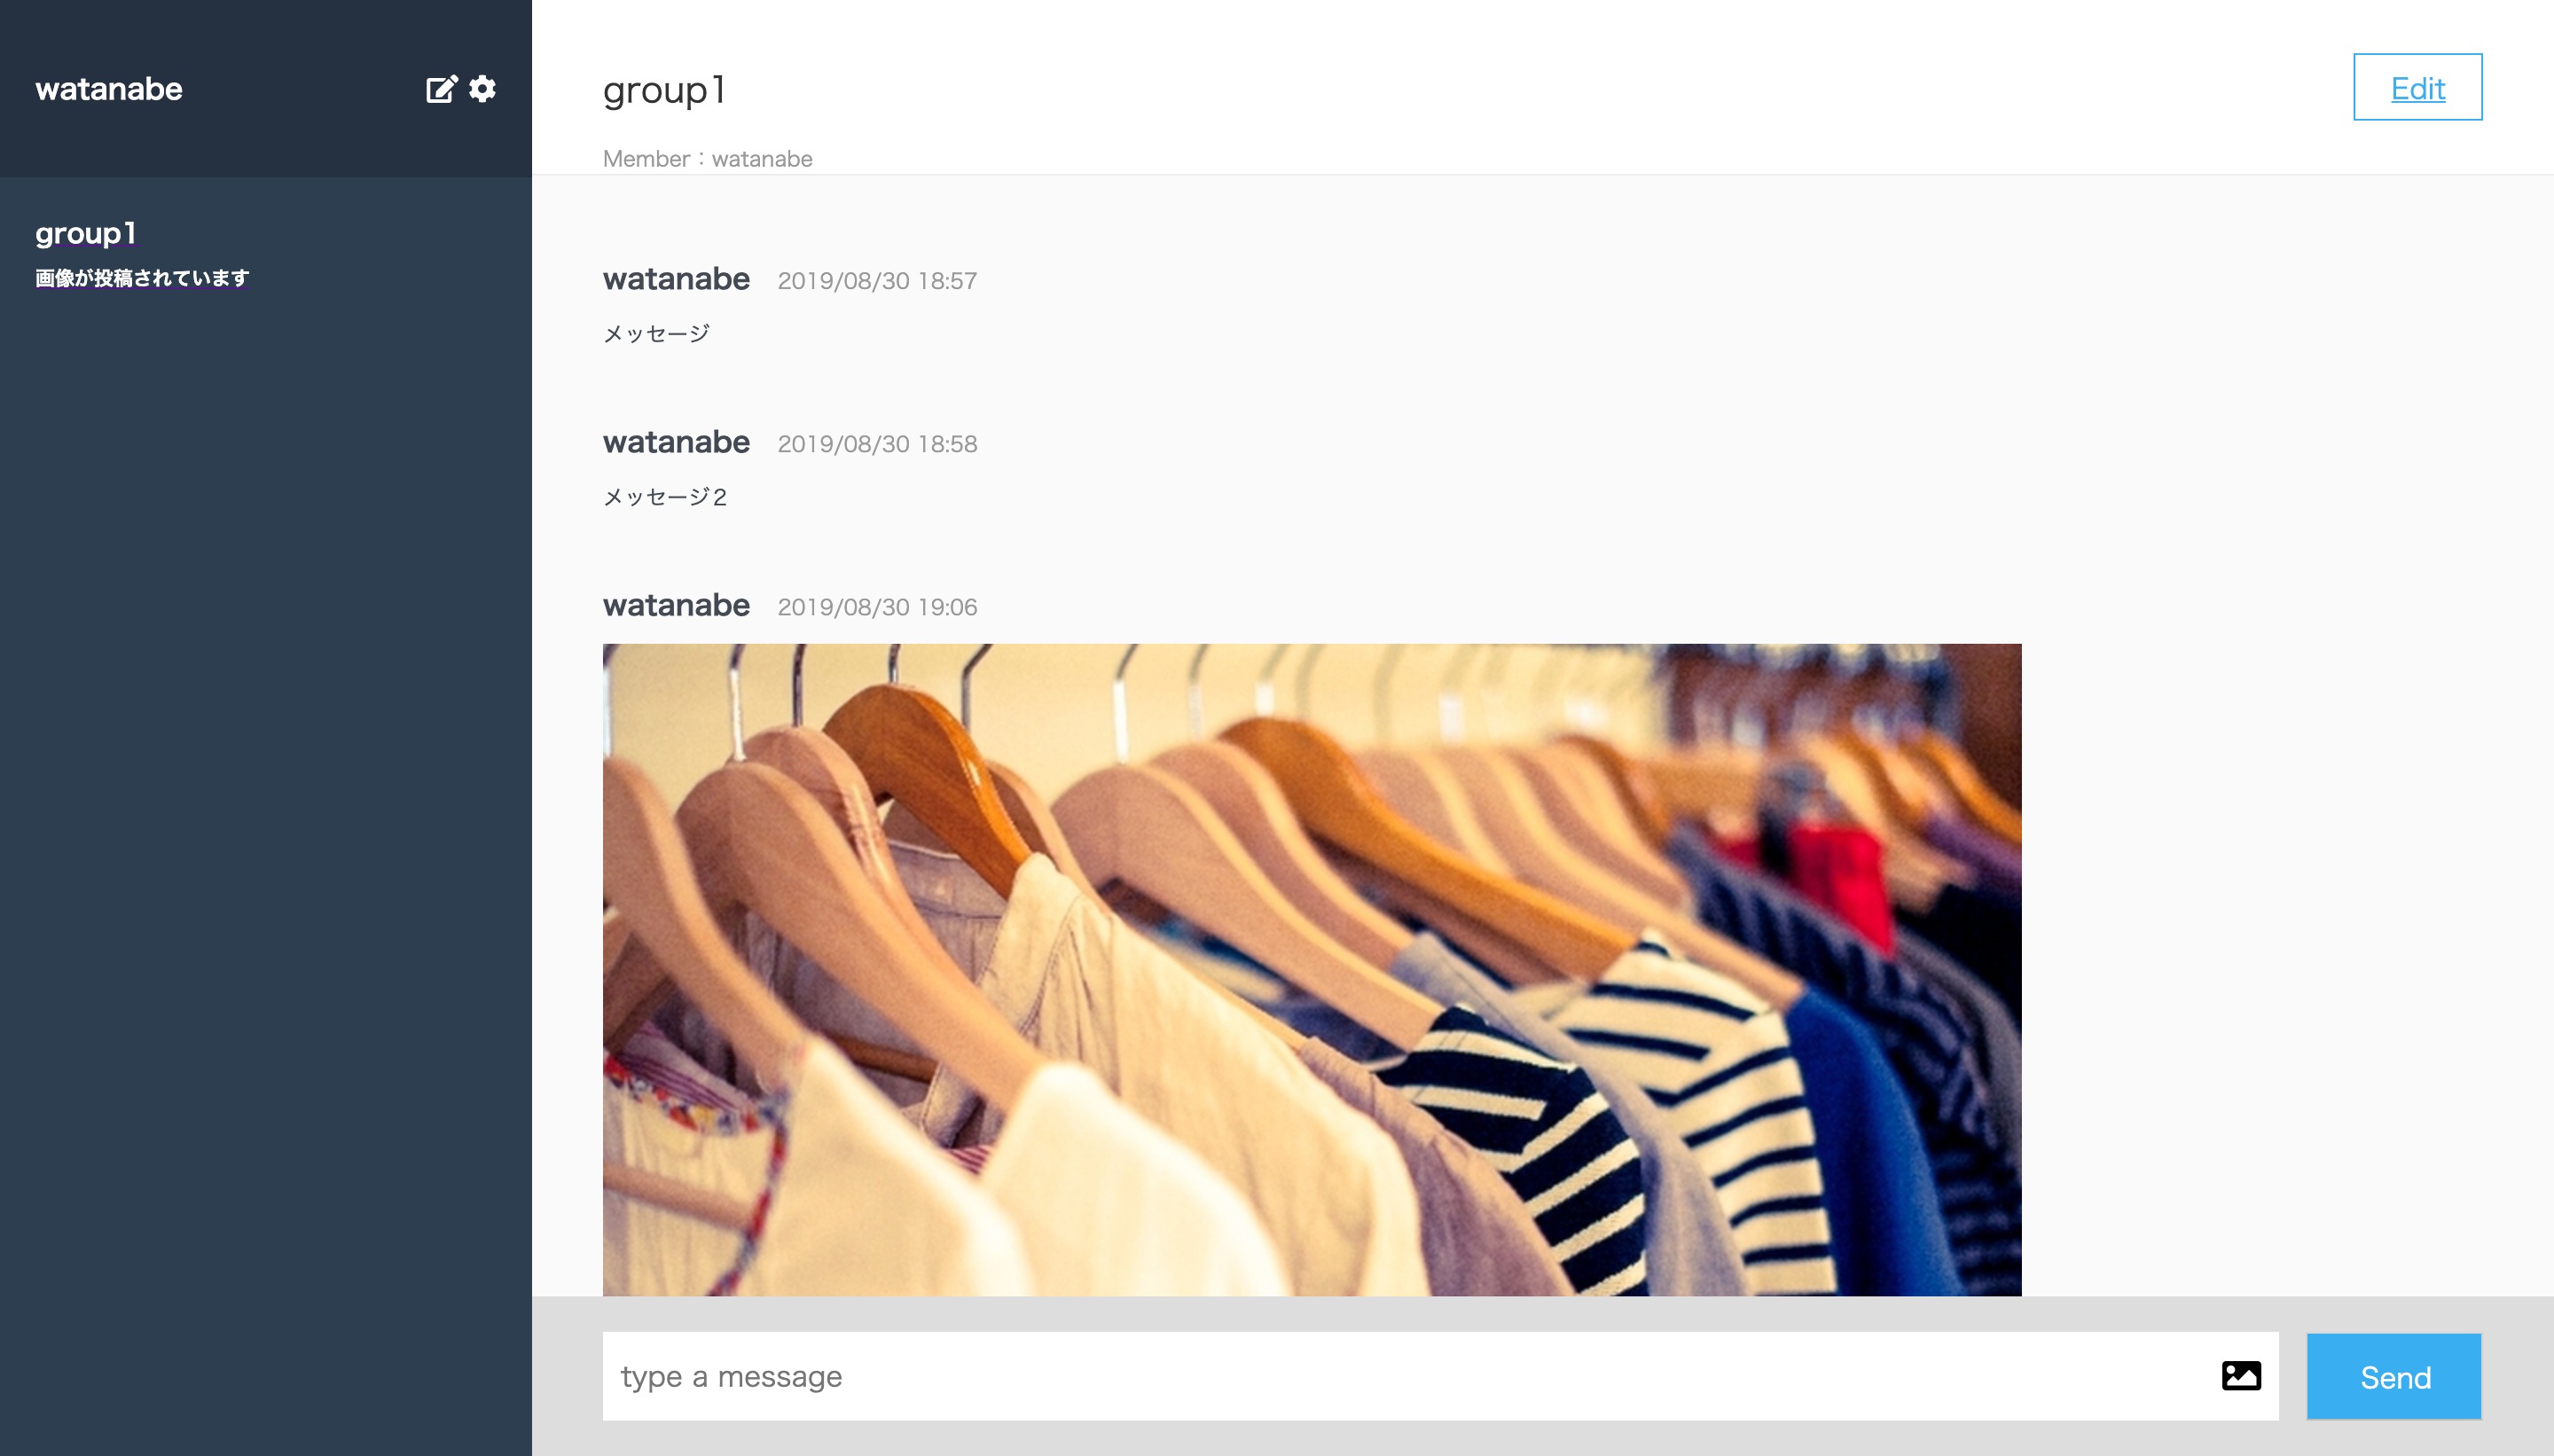 watanabe
group1
画像が投稿されています
group1
Edit
Member：watanabe
watanabe 2019/08/30 18:57
メッセージ
watanabe 2019/08/30 18:58
メッセージ２
watanabe 2019/08/30 19:06
type a message
Send